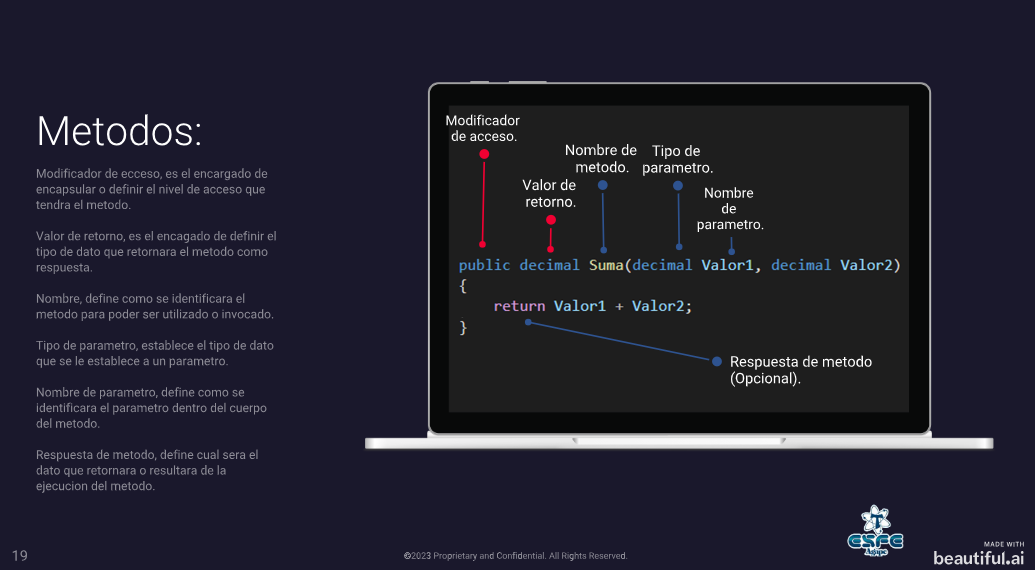 Metodos:
Modificador de ecceso, es el encargado de
encapsular o definir el nivel de acceso que
tendra el metodo.
Valor de retorno, es el encagado de definir el
tipo de dato que retornara el metodo como
respuesta.
Nombre, define como se identificara el
metodo para poder ser utilizado o invocado.
Tipo de parametro, establece el tipo de dato
que se le establece a un parametro.
Nombre de parametro, define como se
identificara el parametro dentro del cuerpo
del metodo.
Respuesta de metodo, define cual sera el
dato que retornara o resultara de la
ejecucion del metodo.
Modificador
de acceso.
Valor de
retorno.
Nombre de
metodo.
Tipo de
parametro.
Nombre
de
parametro.
public decimal Suma(decimal Valor1, decimal Valor2)
{
return Valor1 + Valor2;
}
Respuesta de metodo
(Opcional).
19
©2023 Proprietary and Confidential. All Rights Reserved.
ESFE
Agape
MADE WITH
beautiful.ai